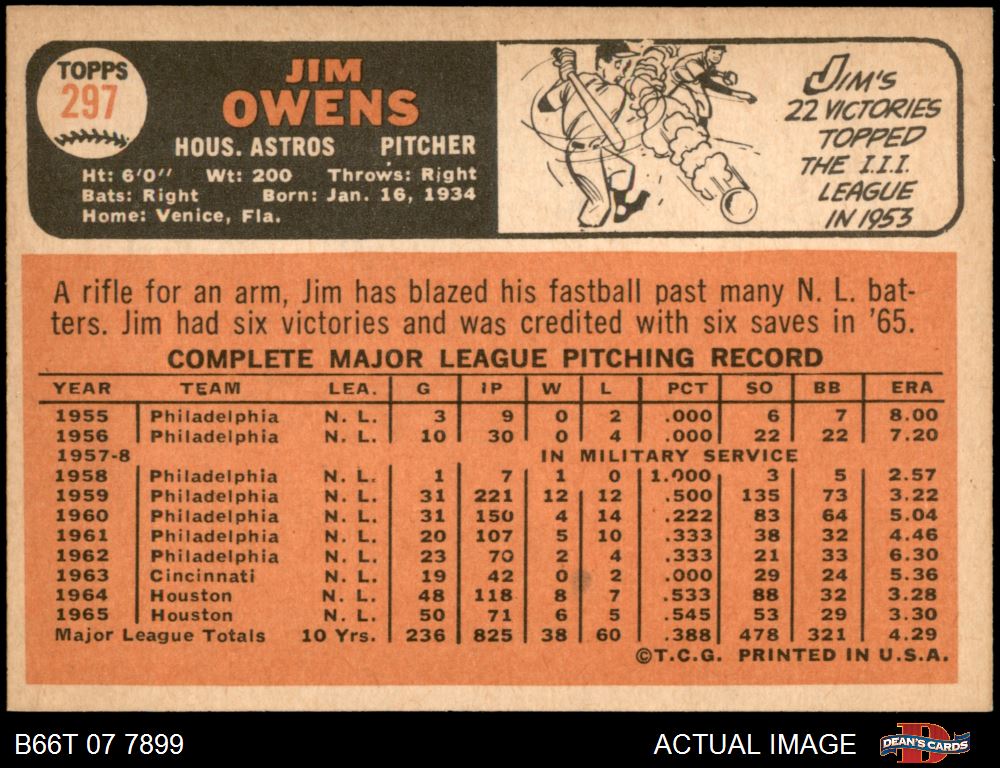 TOPPS
297
JIM
OWENS
HOUS. ASTROS PITCHER
Ht: 6'0" Wt: 200 Throws: Right
Bats: Right Born: Jan. 16, 1934
Home: Venice, Fla.
JIM'S
22 VICTORIES
TOPPED
THE I.I.I.
LEAGUE
IN 1953
A rifle for an arm, Jim has blazed his fastball past many N. L. bat-
ters. Jim had six victories and was credited with six saves in '65.
COMPLETE MAJOR LEAGUE PITCHING RECORD
YEAR TEAM LEA. G IP W L PCT SO BB ERA
1955 Philadelphia N. L. 3 9 0 2 .000 6 7 8.00
1956 Philadelphia N. L. 10 30 0 4 .000 22 22 7.20
1957-8 IN MILITARY SERVICE
1958 Philadelphia N. L. 1 7 1 0 1.000 3 5 2.57
1959 Philadelphia N. L. 31 221 12 12 .500 135 73 3.22
1960 Philadelphia N. L. 31 150 4 14 .222 83 64 5.04
1961 Philadelphia N. L. 20 107 5 10 .333 38 32 4.46
1962 Philadelphia N. L. 23 70 2 4 .333 21 33 6.30
1963 Cincinnati N. L. 19 42 0 2 .000 29 24 5.36
1964 Houston N. L. 48 118 8 7 .533 88 32 3.28
1965 Houston N. L. 50 71 6 5 .545 53 29 3.30
Major League Totals 10 Yrs. 236 825 38 60 .388 478 321 4.29
©T.C.G. PRINTED IN U.S.A.
B66T 07 7899
ACTUAL IMAGE
D
DEAN'S CARDS